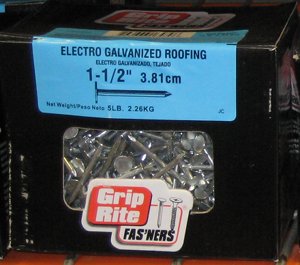 ELECTRO GALVANIZED ROOFING
ELECTRO GALVANIZADO, TEJADO
1-1/2" 3.81cm
Net Weight/Peso Neto 5LB. 2.26KG
JC
Grip
Rite
FAS'NERS